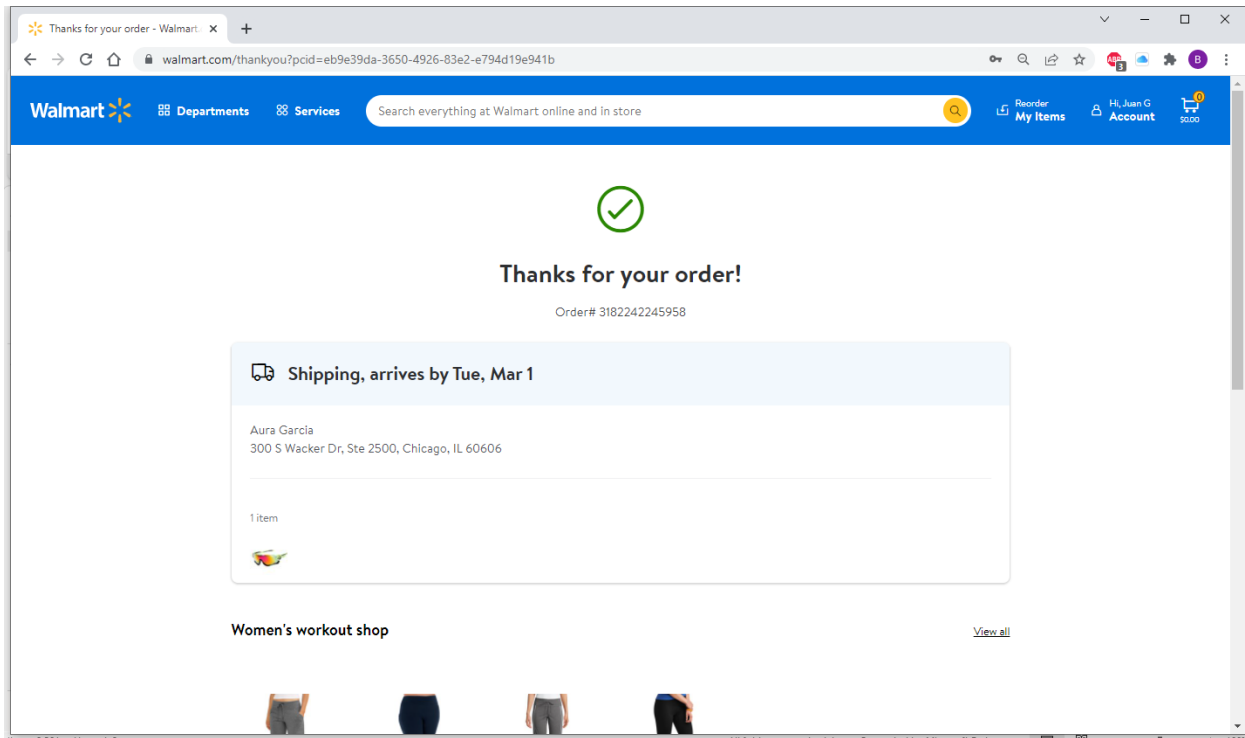 Thanks for your order - Walmart.
walmart.com/thankyou?pcid=eb9e39da-3650-4926-83e2-e794d19e941b
ABP
3
B
Walmart
Departments
Services
Search everything at Walmart online and in store
Reorder
My Items
Hi, Juan G
Account
0
$0.00
Thanks for your order!
Order# 3182242245958
Shipping, arrives by Tue, Mar 1
Aura Garcia
300 S Wacker Dr, Ste 2500, Chicago, IL 60606
1 item
Women's workout shop
View all